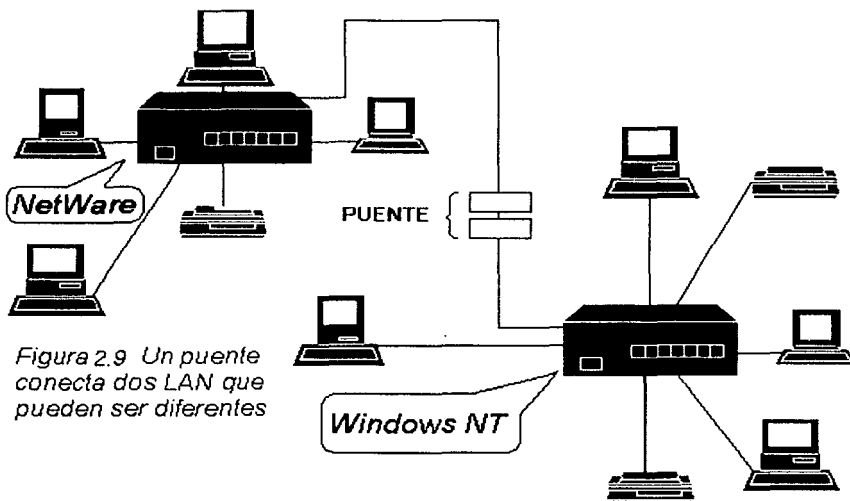 NetWare
PUENTE
Figura 2.9 Un puente
conecta dos LAN que
pueden ser diferentes
Windows NT